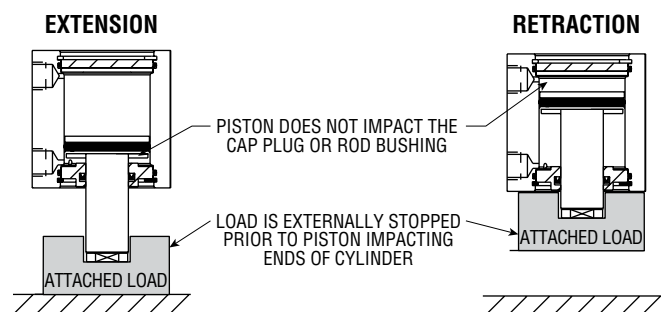 EXTENSION
RETRACTION
PISTON DOES NOT IMPACT THE
CAP PLUG OR ROD BUSHING
LOAD IS EXTERNALLY STOPPED
PRIOR TO PISTON IMPACTING
ENDS OF CYLINDER
ATTACHED LOAD
ATTACHED LOAD